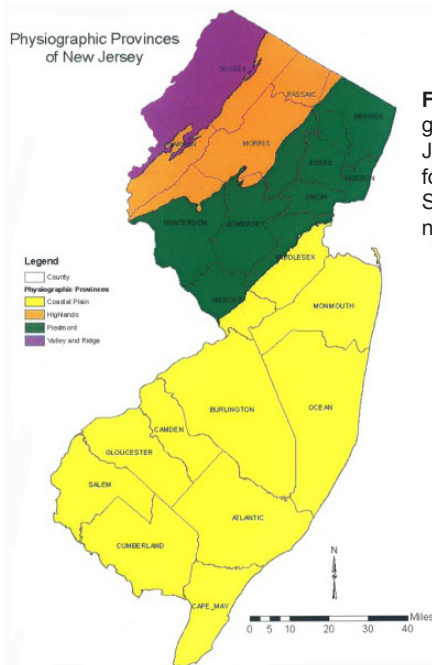 Physiographic Provinces
of New Jersey
SUSSEX
PASSAIC
BERGEN
WARREN
MORRIS
ESSEX
HUDSON
UNION
HUNTERDON
SOMERSET
MIDDLESEX
MERCER
MONMOUTH
OCEAN
BURLINGTON
CAMDEN
GLOUCESTER
SALEM
ATLANTIC
CUMBERLAND
CAPE_MAY
Legend
County
Physiographic Provinces
Coastal Plain
Highlands
Piedmont
Valley and Ridge
N
Miles
0 5 10 20 30 40
F
g
J
fo
S
n